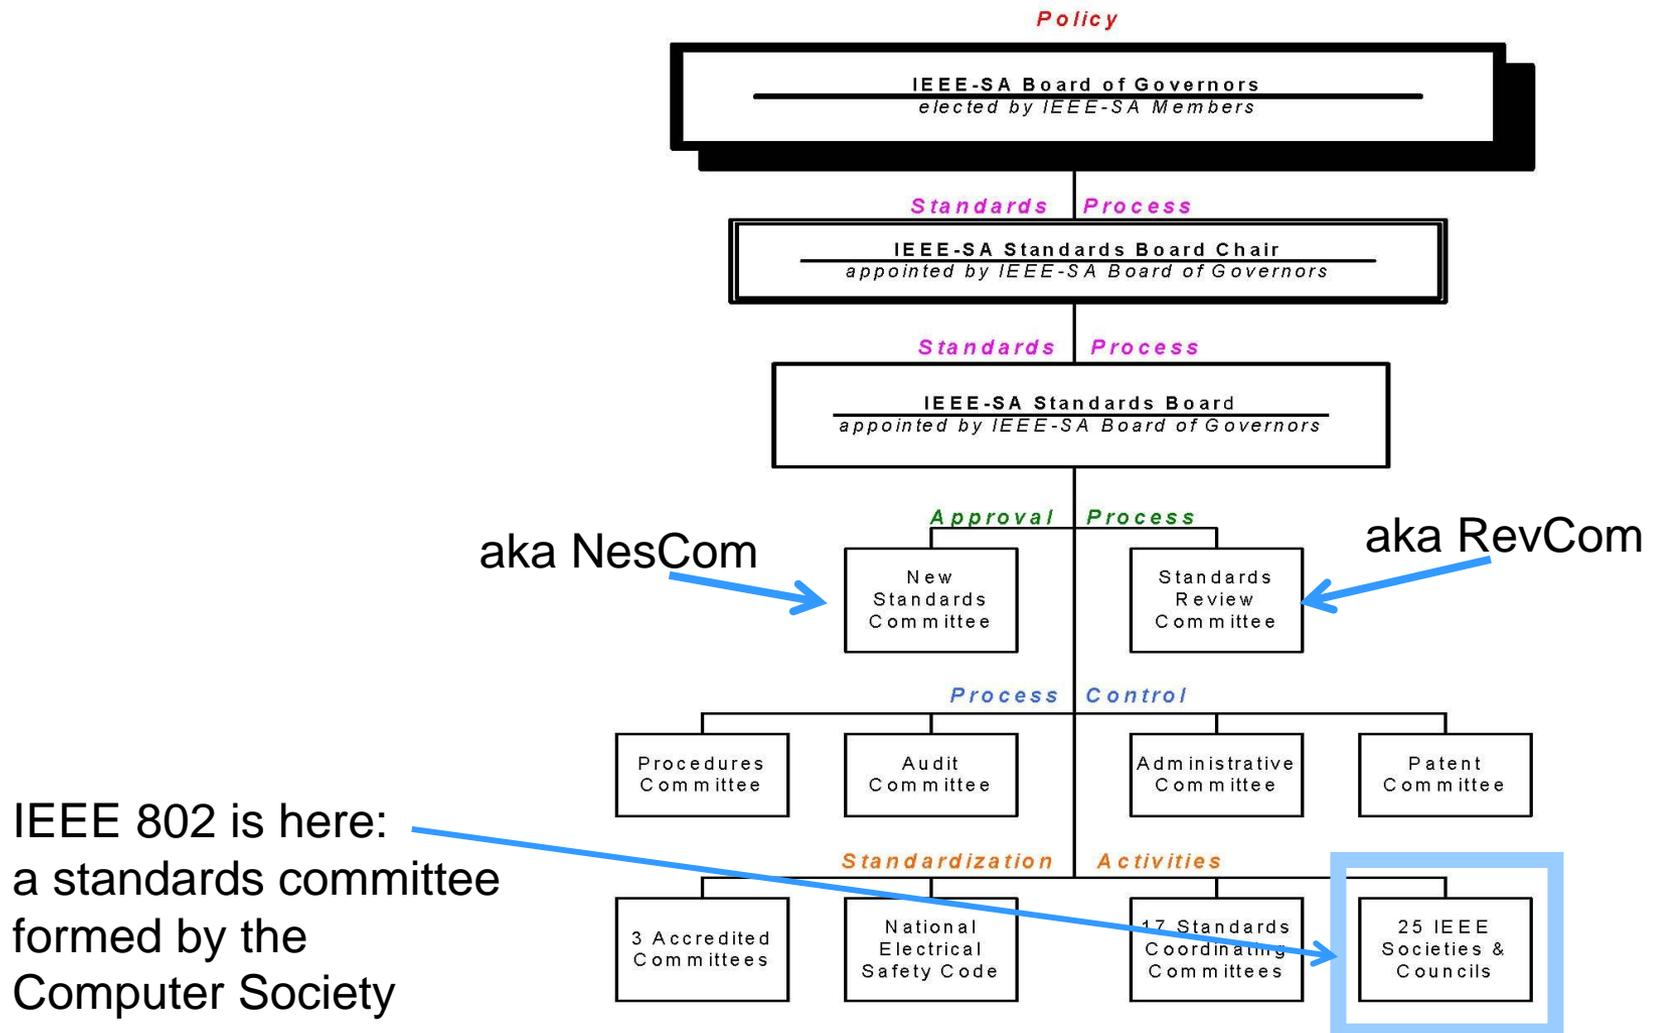 Policy
IEEE-SA Board of Governors
elected by IEEE-SA Members
Standards Process
IEEE-SA Standards Board Chair
appointed by IEEE-SA Board of Governors
Standards Process
IEEE-SA Standards Board
appointed by IEEE-SA Board of Governors
Approval Process
aka NesCom
aka RevCom
New
Standards
Committee
Standards
Review
Committee
Process Control
Procedures
Committee
Audit
Committee
Administrative
Committee
Patent
Committee
IEEE 802 is here:
a standards committee
formed by the
Computer Society
Standardization Activities
3 Accredited
Committees
National
Electrical
Safety Code
17 Standards
Coordinating
Committees
25 IEEE
Societies &
Councils